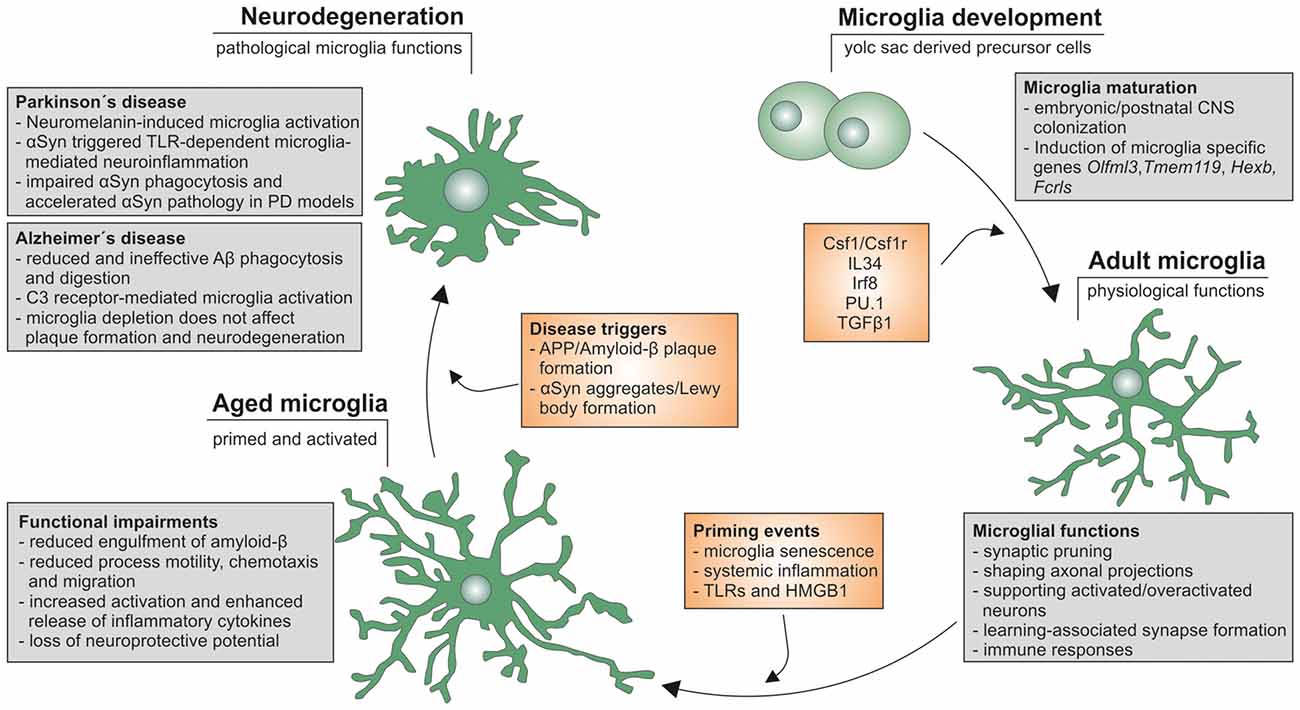 Neurodegeneration
pathological microglia functions
Parkinson´s disease
- Neuromelanin-induced microglia activation
- αSyn triggered TLR-dependent microglia-
mediated neuroinflammation
- impaired αSyn phagocytosis and
accelerated αSyn pathology in PD models
Alzheimer´s disease
- reduced and ineffective Aβ phagocytosis
and digestion
- C3 receptor-mediated microglia activation
- microglia depletion does not affect
plaque formation and neurodegeneration
Microglia development
yolc sac derived precursor cells
Microglia maturation
- embryonic/postnatal CNS
colonization
- Induction of microglia specific
genes Olfml3,Tmem119, Hexb,
Fcrls
Csf1/Csf1r
IL34
Irf8
PU.1
TGFβ1
Adult microglia
physiological functions
Disease triggers
- APP/Amyloid-β plaque
formation
- αSyn aggregates/Lewy
body formation
Aged microglia
primed and activated
Functional impairments
- reduced engulfment of amyloid-β
- reduced process motility, chemotaxis
and migration
- increased activation and enhanced
release of inflammatory cytokines
- loss of neuroprotective potential
Priming events
- microglia senescence
- systemic inflammation
- TLRs and HMGB1
Microglial functions
- synaptic pruning
- shaping axonal projections
- supporting activated/overactivated
neurons
- learning-associated synapse formation
- immune responses